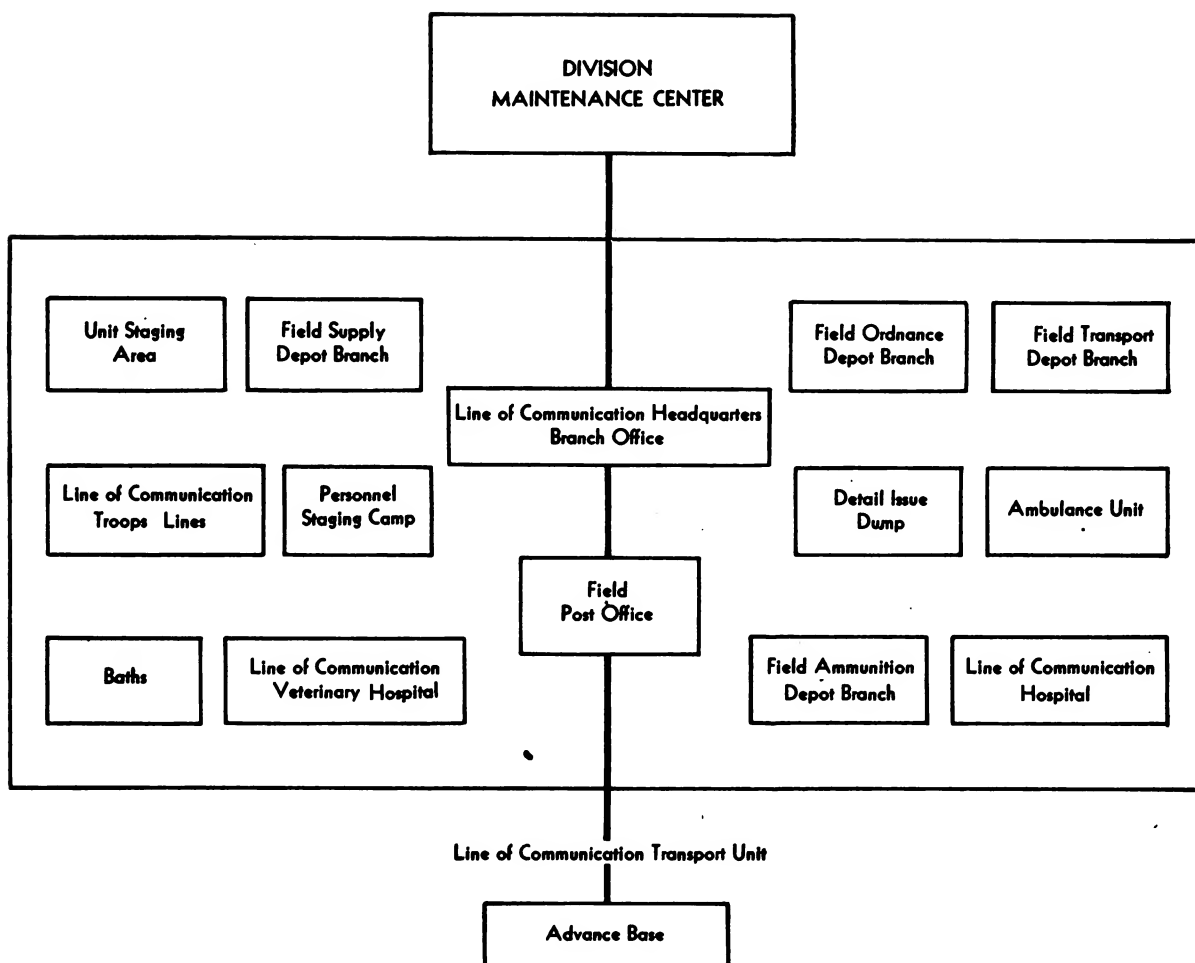 DIVISION
MAINTENANCE CENTER
Unit Staging
Area
Field Supply
Depot Branch
Field Ordnance
Depot Branch
Field Transport
Depot Branch
Line of Communication Headquarters
Branch Office
Line of Communication
Troops Lines
Personnel
Staging Camp
Detail Issue
Dump
Ambulance Unit
Field
Post Office
Baths
Line of Communication
Veterinary Hospital
Field Ammunition
Depot Branch
Line of Communication
Hospital
Line of Communication Transport Unit
Advance Base